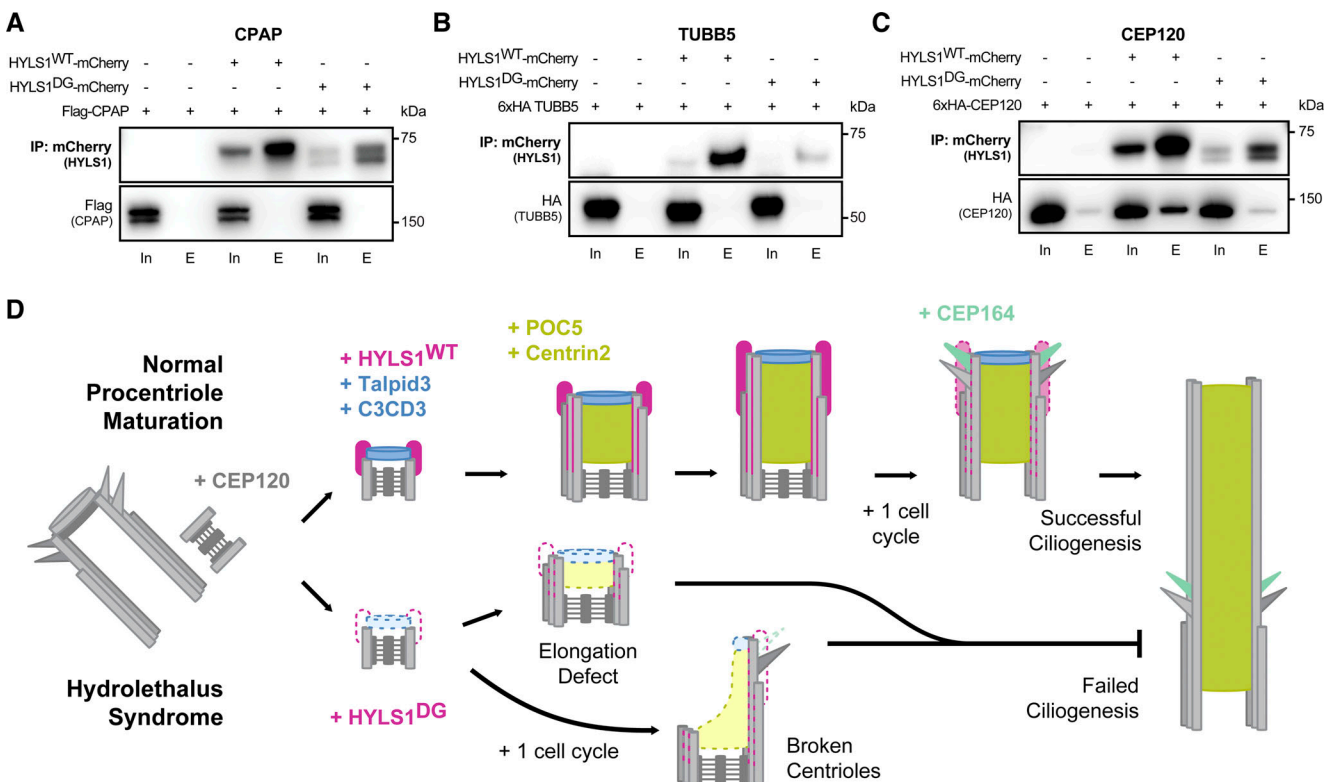 A
CPAP
HYLS1WT-mCherry - - + + - -
HYLS1DG-mCherry - - - - + +
Flag-CPAP + + + + + + kDa
IP: mCherry
(HYLS1)
75
Flag
(CPAP)
150
In E In E In E
B
TUBB5
HYLS1WT-mCherry - - + + - -
HYLS1DG-mCherry - - - - + +
6xHA TUBB5 + + + + + + kDa
IP: mCherry
(HYLS1)
75
HA
(TUBB5)
50
In E In E In E
C
CEP120
HYLS1WT-mCherry - - + + - -
HYLS1DG-mCherry - - - - + +
6xHA-CEP120 + + + + + + kDa
IP: mCherry
(HYLS1)
75
HA
(CEP120)
150
In E In E In E
D
Normal
Procentriole
Maturation
+ CEP120
+ HYLS1WT
+ Talpid3
+ C3CD3
+ POC5
+ Centrin2
+ CEP164
+ 1 cell
cycle
Successful
Ciliogenesis
Hydrolethalus
Syndrome
+ HYLS1DG
Elongation
Defect
+ 1 cell cycle
Broken
Centrioles
Failed
Ciliogenesis